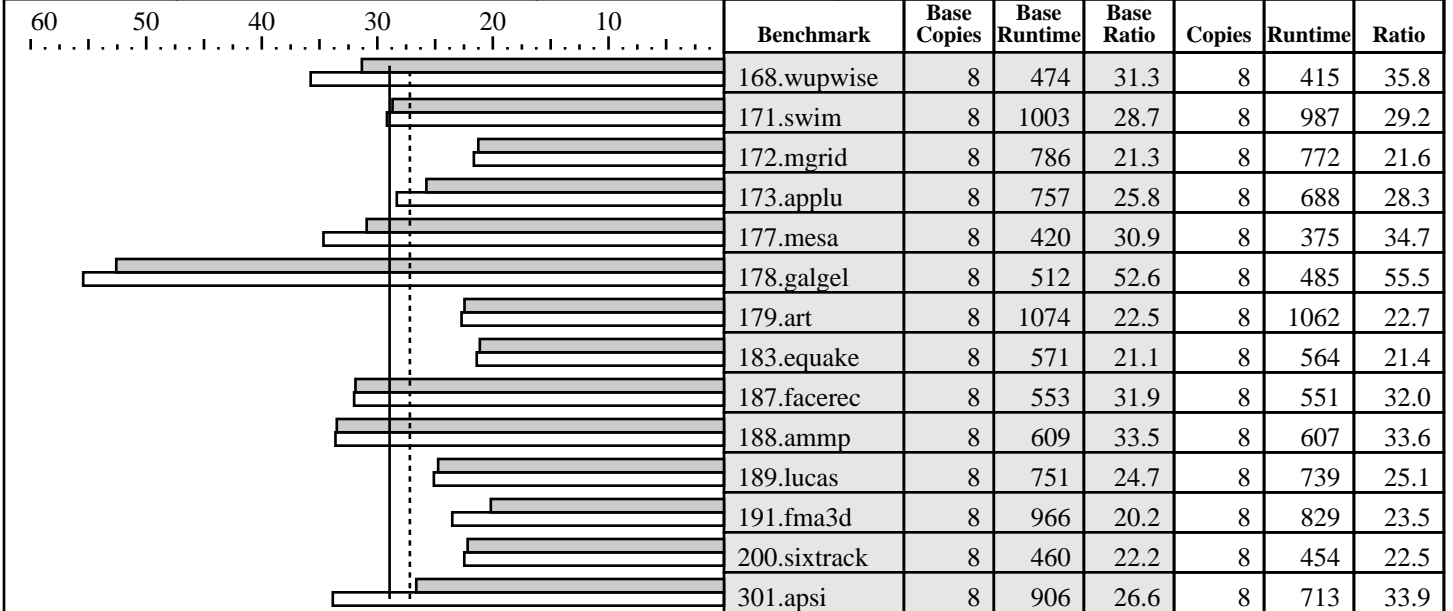 60 50 40 30 20 10
Benchmark Base Copies Base Runtime Base Ratio Copies Runtime Ratio
168.wupwise 8 474 31.3 8 415 35.8
171.swim 8 1003 28.7 8 987 29.2
172.mgrid 8 786 21.3 8 772 21.6
173.applu 8 757 25.8 8 688 28.3
177.mesa 8 420 30.9 8 375 34.7
178.galgel 8 512 52.6 8 485 55.5
179.art 8 1074 22.5 8 1062 22.7
183.equake 8 571 21.1 8 564 21.4
187.facerec 8 553 31.9 8 551 32.0
188.ammp 8 609 33.5 8 607 33.6
189.lucas 8 751 24.7 8 739 25.1
191.fma3d 8 966 20.2 8 829 23.5
200.sixtrack 8 460 22.2 8 454 22.5
301.apsi 8 906 26.6 8 713 33.9